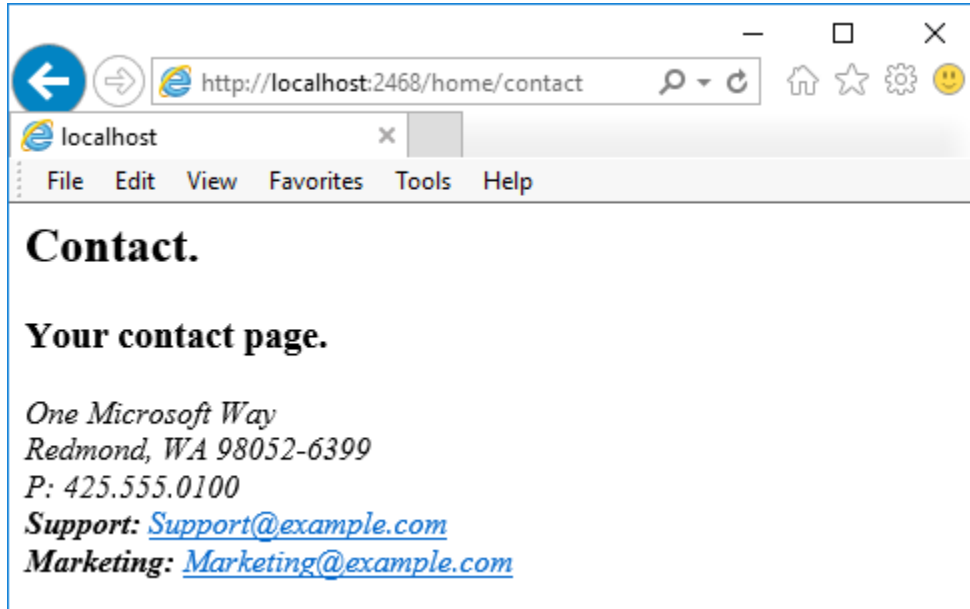 http://localhost:2468/home/contact
localhost
File Edit View Favorites Tools Help
Contact.
Your contact page.
One Microsoft Way
Redmond, WA 98052-6399
P: 425.555.0100
Support: Support@example.com
Marketing: Marketing@example.com